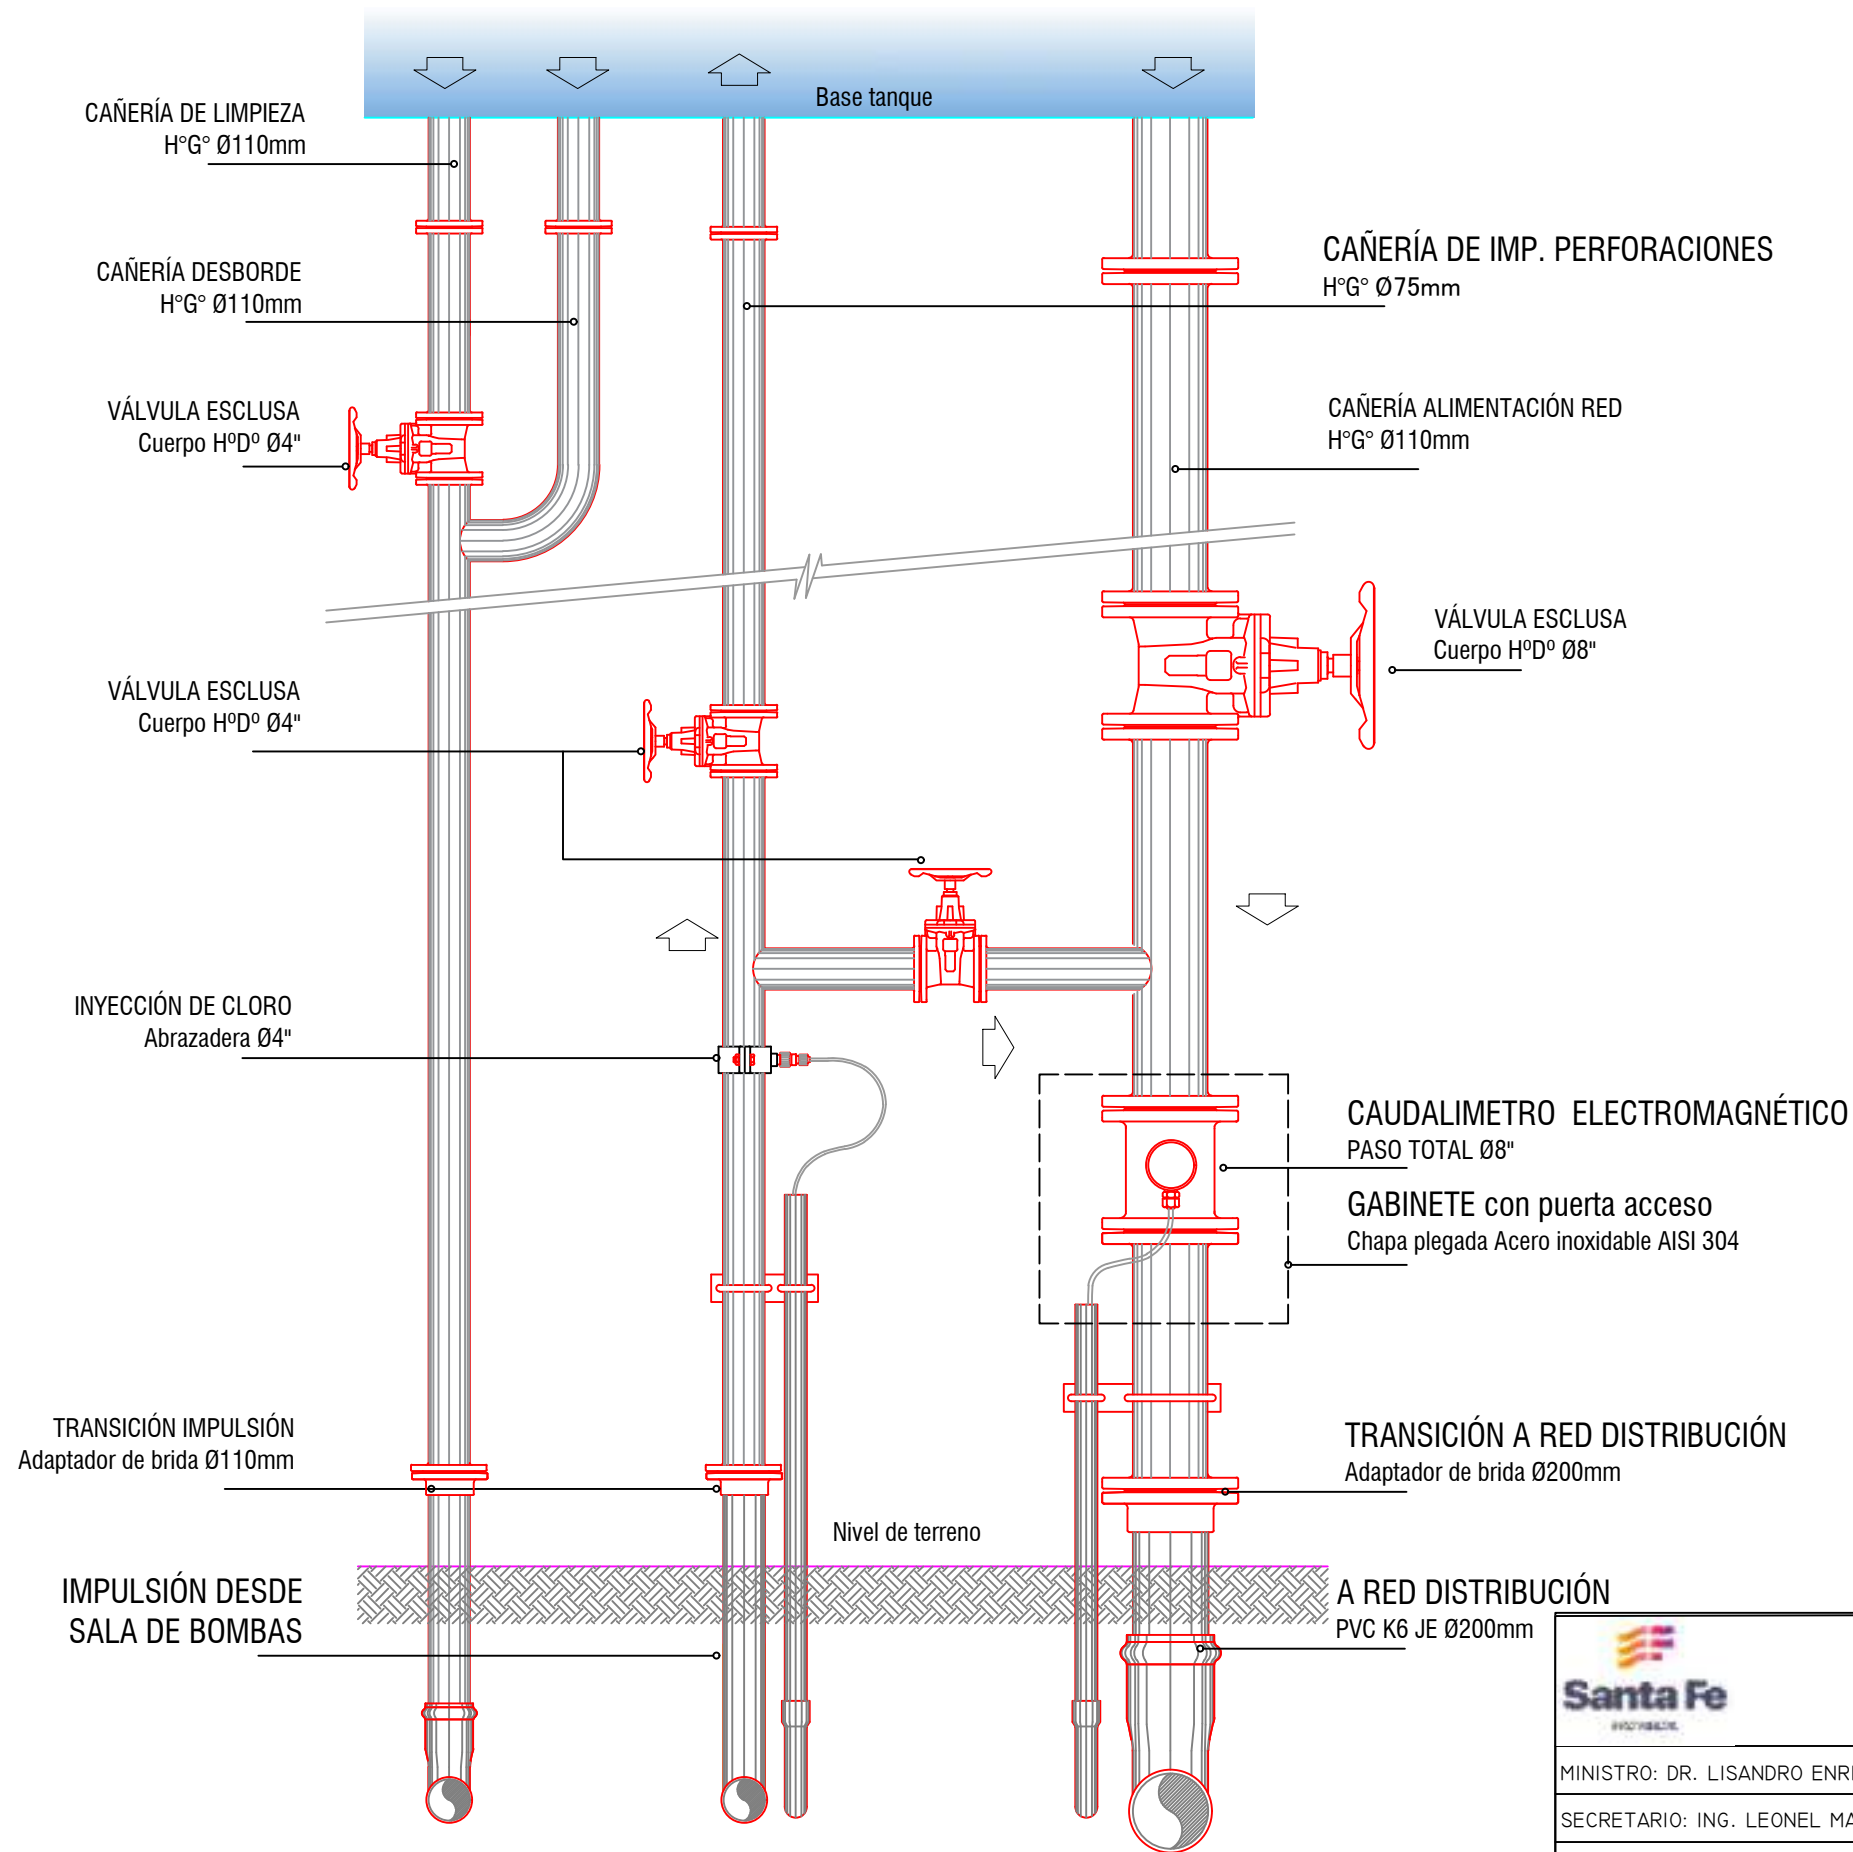 Base tanque
CAÑERÍA DE LIMPIEZA
H°G° Ø110mm
CAÑERÍA DESBORDE
H°G° Ø110mm
CAÑERÍA DE IMP. PERFORACIONES
H°G° Ø75mm
VÁLVULA ESCLUSA
Cuerpo HºDº Ø4"
CAÑERÍA ALIMENTACIÓN RED
H°G° Ø110mm
VÁLVULA ESCLUSA
Cuerpo HºDº Ø8"
VÁLVULA ESCLUSA
Cuerpo HºDº Ø4"
INYECCIÓN DE CLORO
Abrazadera Ø4"
CAUDALIMETRO ELECTROMAGNÉTICO
PASO TOTAL Ø8"
GABINETE con puerta acceso
Chapa plegada Acero inoxidable AISI 304
TRANSICIÓN IMPULSIÓN
Adaptador de brida Ø110mm
TRANSICIÓN A RED DISTRIBUCIÓN
Adaptador de brida Ø200mm
Nivel de terreno
IMPULSIÓN DESDE
SALA DE BOMBAS
A RED DISTRIBUCIÓN
PVC K6 JE Ø200mm
Santa Fe
MINISTRO: DR. LISANDRO ENR
SECRETARIO: ING. LEONEL MA